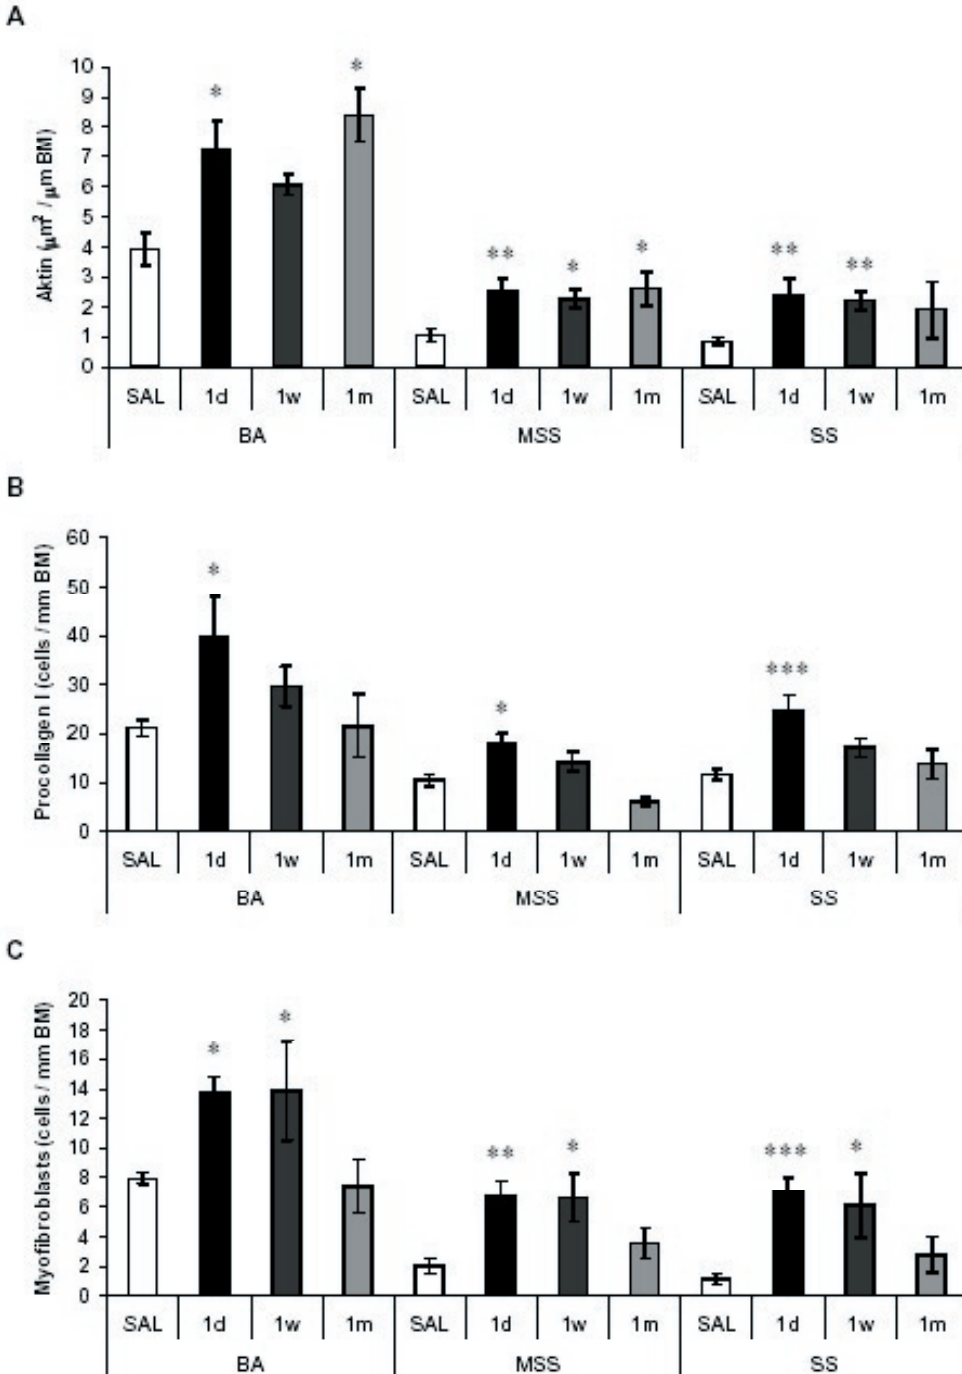 A
Aktin (µm² / µm BM)
10
9
8
7
6
5
4
3
2
1
0
* * ** * * ** **
SAL 1d 1w 1m SAL 1d 1w 1m SAL 1d 1w 1m
BA MSS SS
B
Procollagen I (cells / mm BM)
60
50
40
30
20
10
0
* * ***
SAL 1d 1w 1m SAL 1d 1w 1m SAL 1d 1w 1m
BA MSS SS
C
Myofibroblasts (cells / mm BM)
20
18
16
14
12
10
8
6
4
2
0
* * ** * *** *
SAL 1d 1w 1m SAL 1d 1w 1m SAL 1d 1w 1m
BA MSS SS